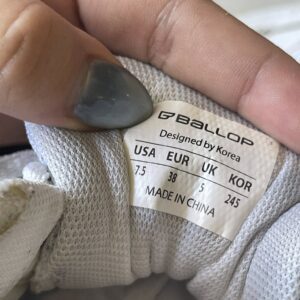 BALLOP
Designed by Korea
USA EUR UK KOR
7.5 38 5 245
MADE IN CHINA